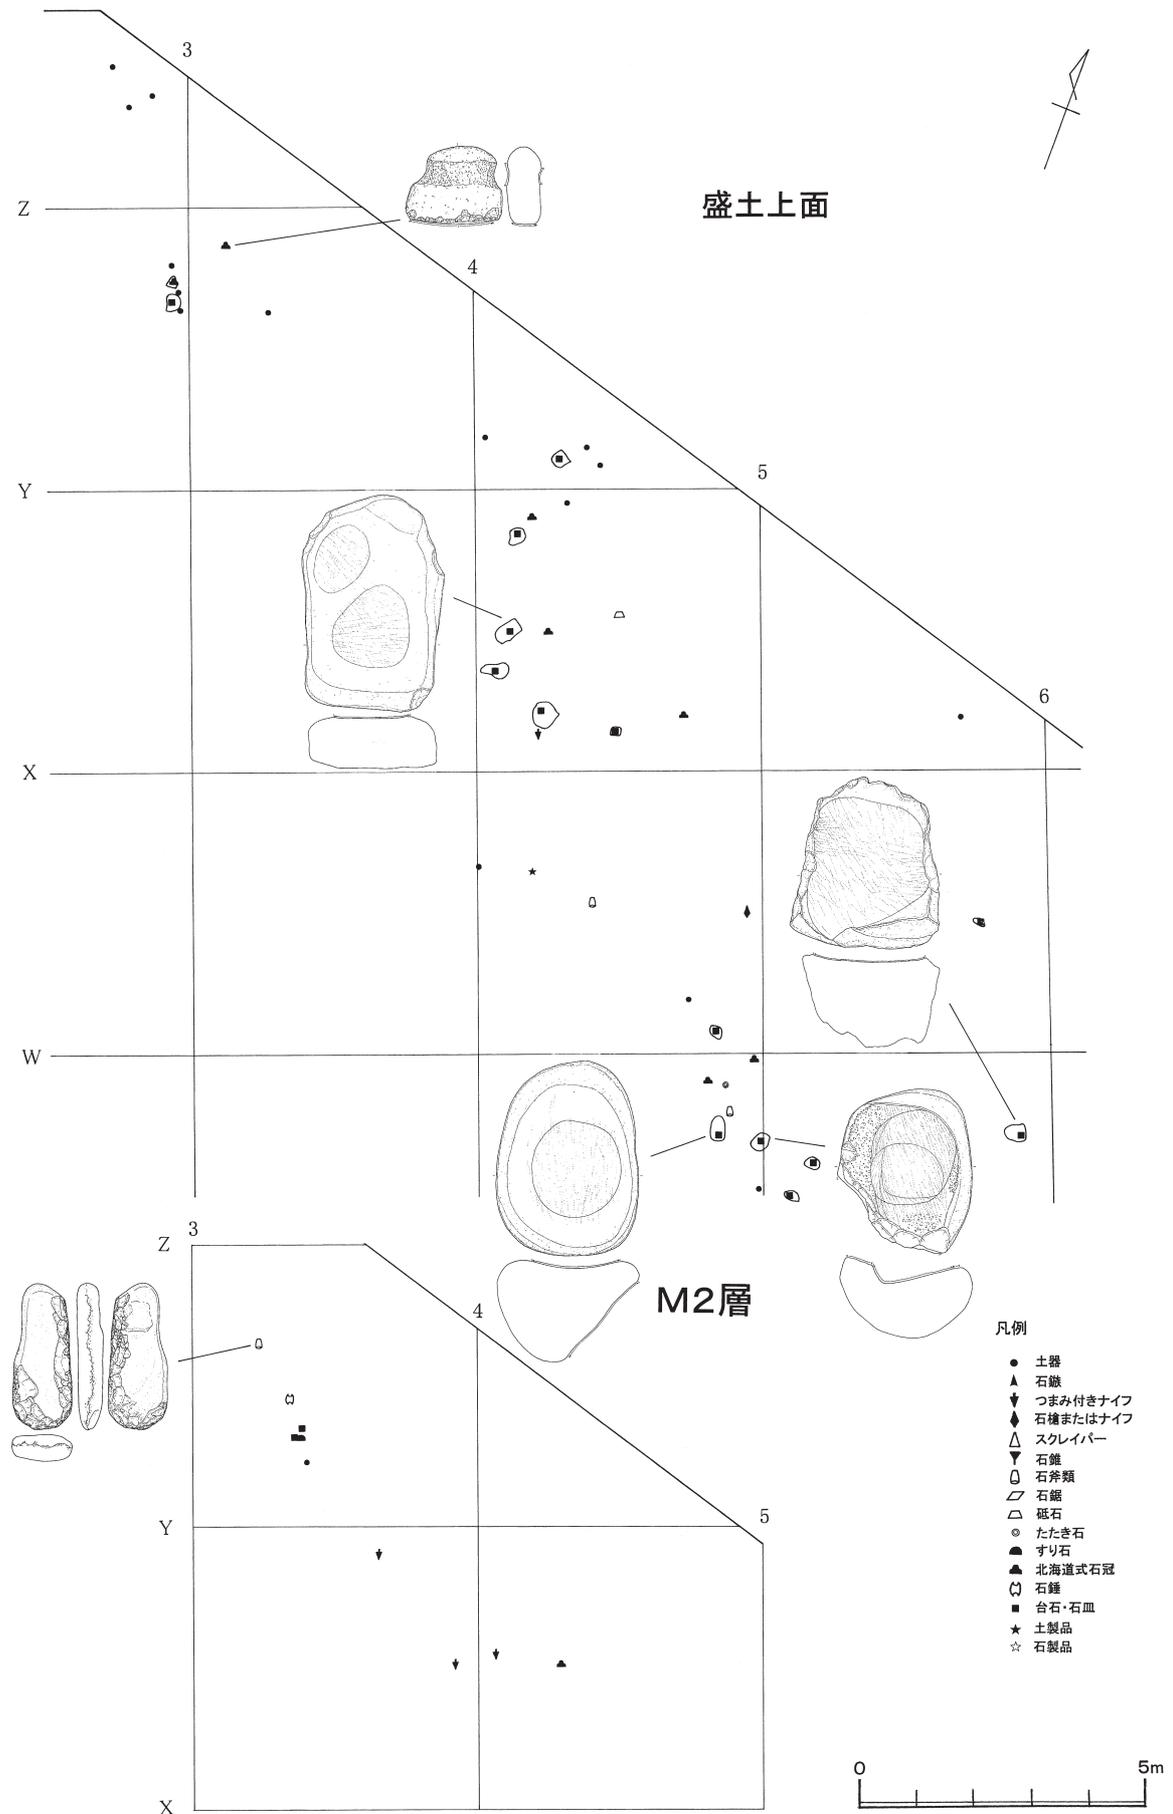 3
Z
盛土上面
4
Y
5
6
X
W
3
Z
M2層
4
凡例
土器
石鏃
つまみ付きナイフ
石槍またはナイフ
スクレイパー
石錐
石斧類
石鋸
砥石
たたき石
すり石
北海道式石冠
石錘
台石・石皿
土製品
石製品
Y
5
X
0 5m